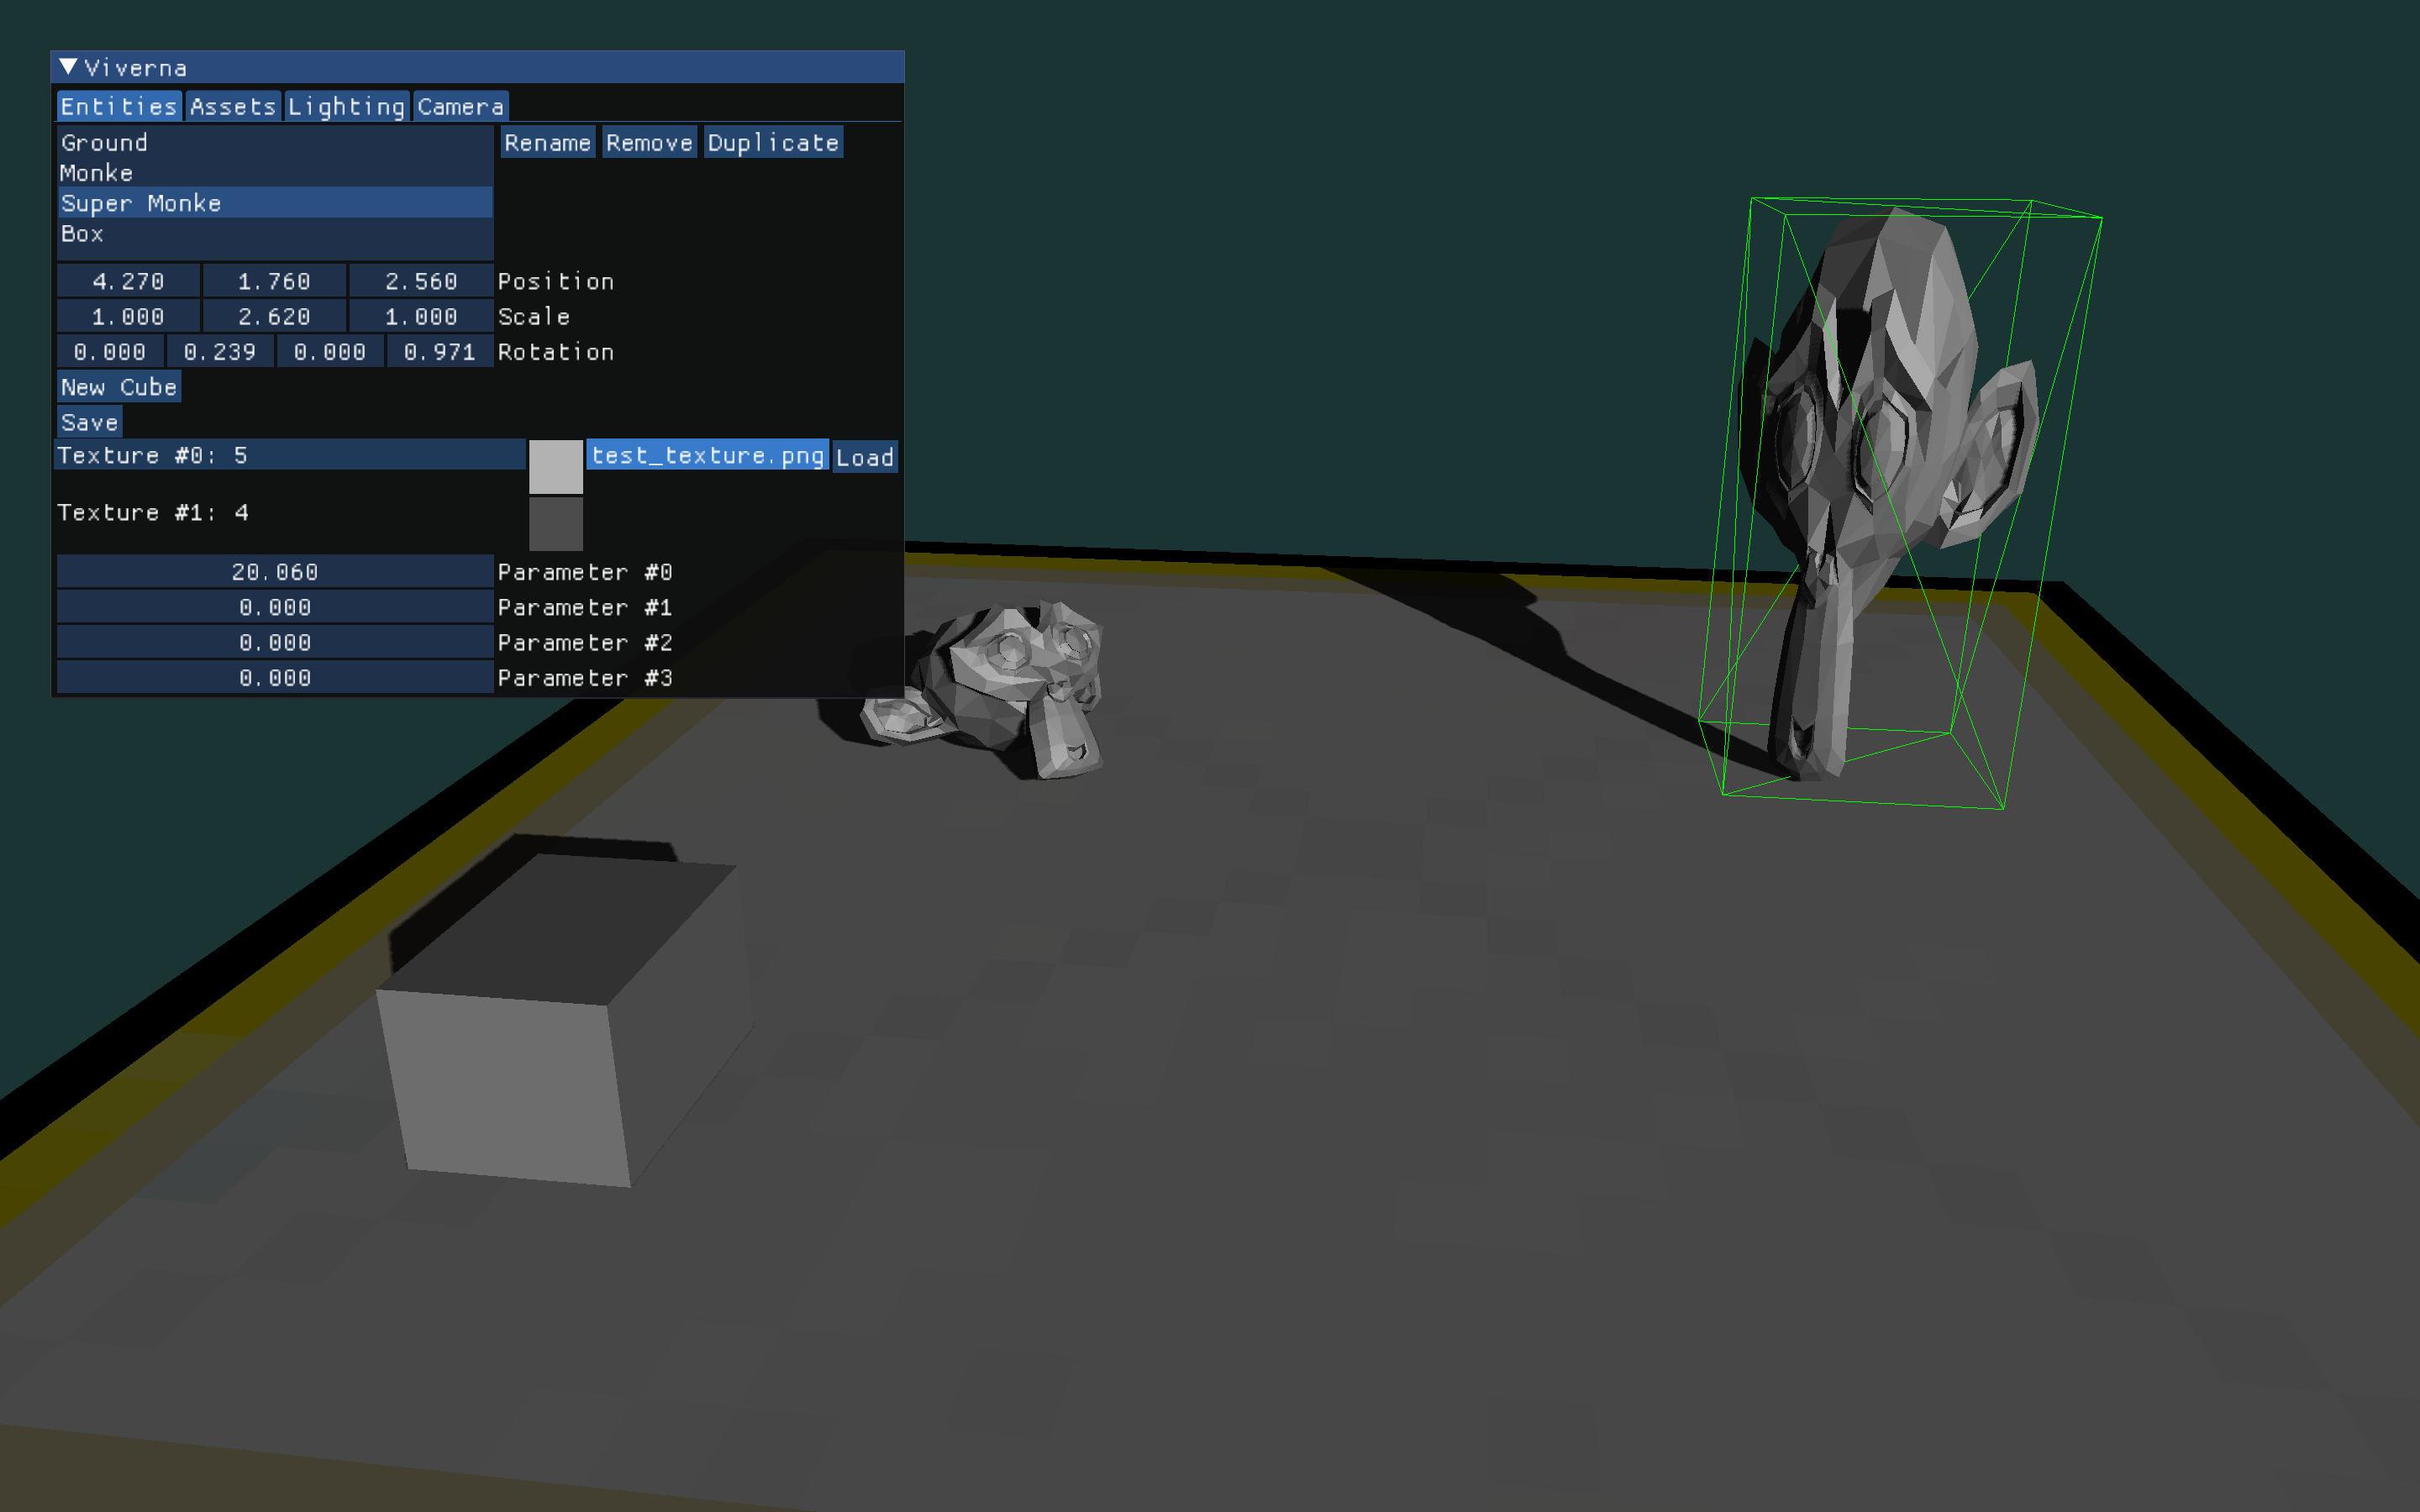 Viverna
Entities Assets Lighting Camera
Ground
Rename Remove Duplicate
Monke
Super Monke
Box
4.270 1.760 2.560 Position
1.000 2.620 1.000 Scale
0.000 0.239 0.000 0.971 Rotation
New Cube
Save
Texture #0: 5 test_texture.png Load
Texture #1: 4
20.060 Parameter #0
0.000 Parameter #1
0.000 Parameter #2
0.000 Parameter #3